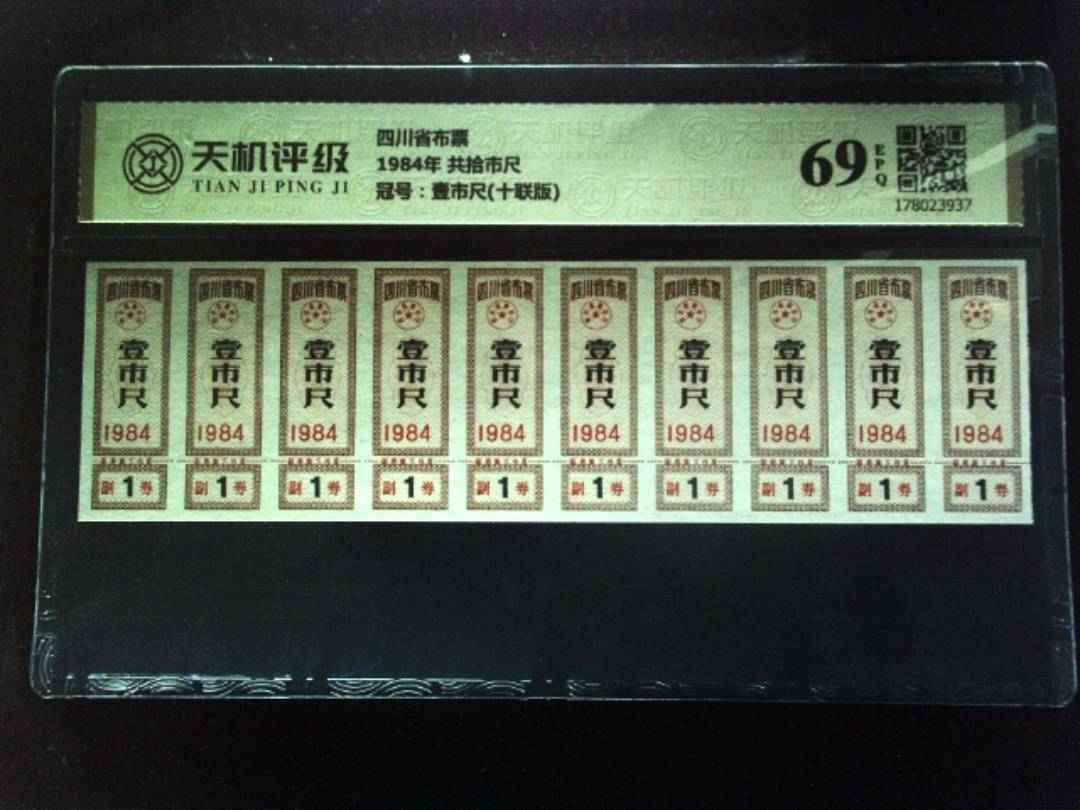 天机评级
TIAN JI PING JI
四川省布票
1984年 共拾市尺
冠号：壹市尺(十联版)
69
EPQ
178023937
四川省布票 四川省布票 四川省布票 四川省布票 四川省布票 四川省布票 四川省布票 四川省布票 四川省布票 四川省布票
壹市尺 壹市尺 壹市尺 壹市尺 壹市尺 壹市尺 壹市尺 壹市尺 壹市尺 壹市尺
1984 1984 1984 1984 1984 1984 1984 1984 1984 1984
副1券 副1券 副1券 副1券 副1券 副1券 副1券 副1券 副1券 副1券